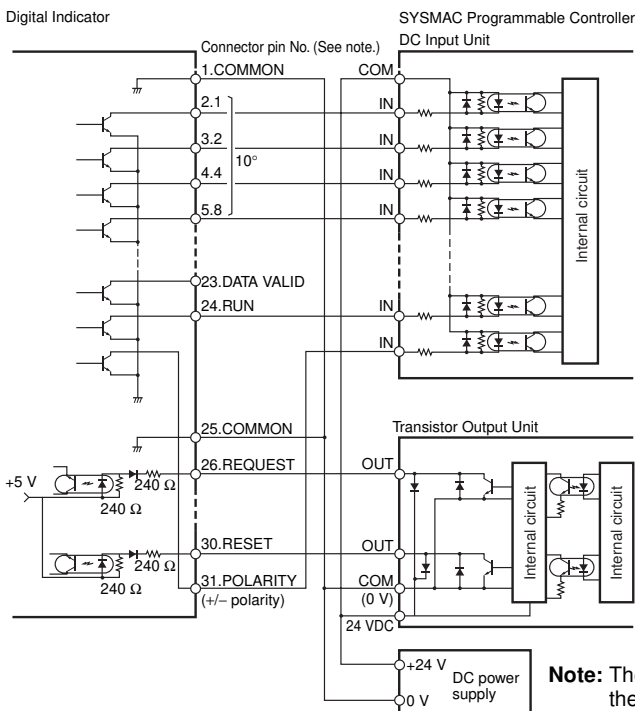 Digital Indicator
SYSMAC Programmable Controller
DC Input Unit
Connector pin No. (See note.)
1.COMMON
COM
2.1
IN
3.2
IN
10°
4.4
IN
5.8
IN
Internal circuit
23.DATA VALID
24.RUN
IN
IN
25.COMMON
Transistor Output Unit
26.REQUEST
OUT
+5 V
240 Ω
240 Ω
Internal circuit
Internal circuit
30.RESET
OUT
240 Ω
240 Ω
31.POLARITY
(+/− polarity)
COM
(0 V)
24 VDC
+24 V
DC power
supply
0 V
Note: The
the